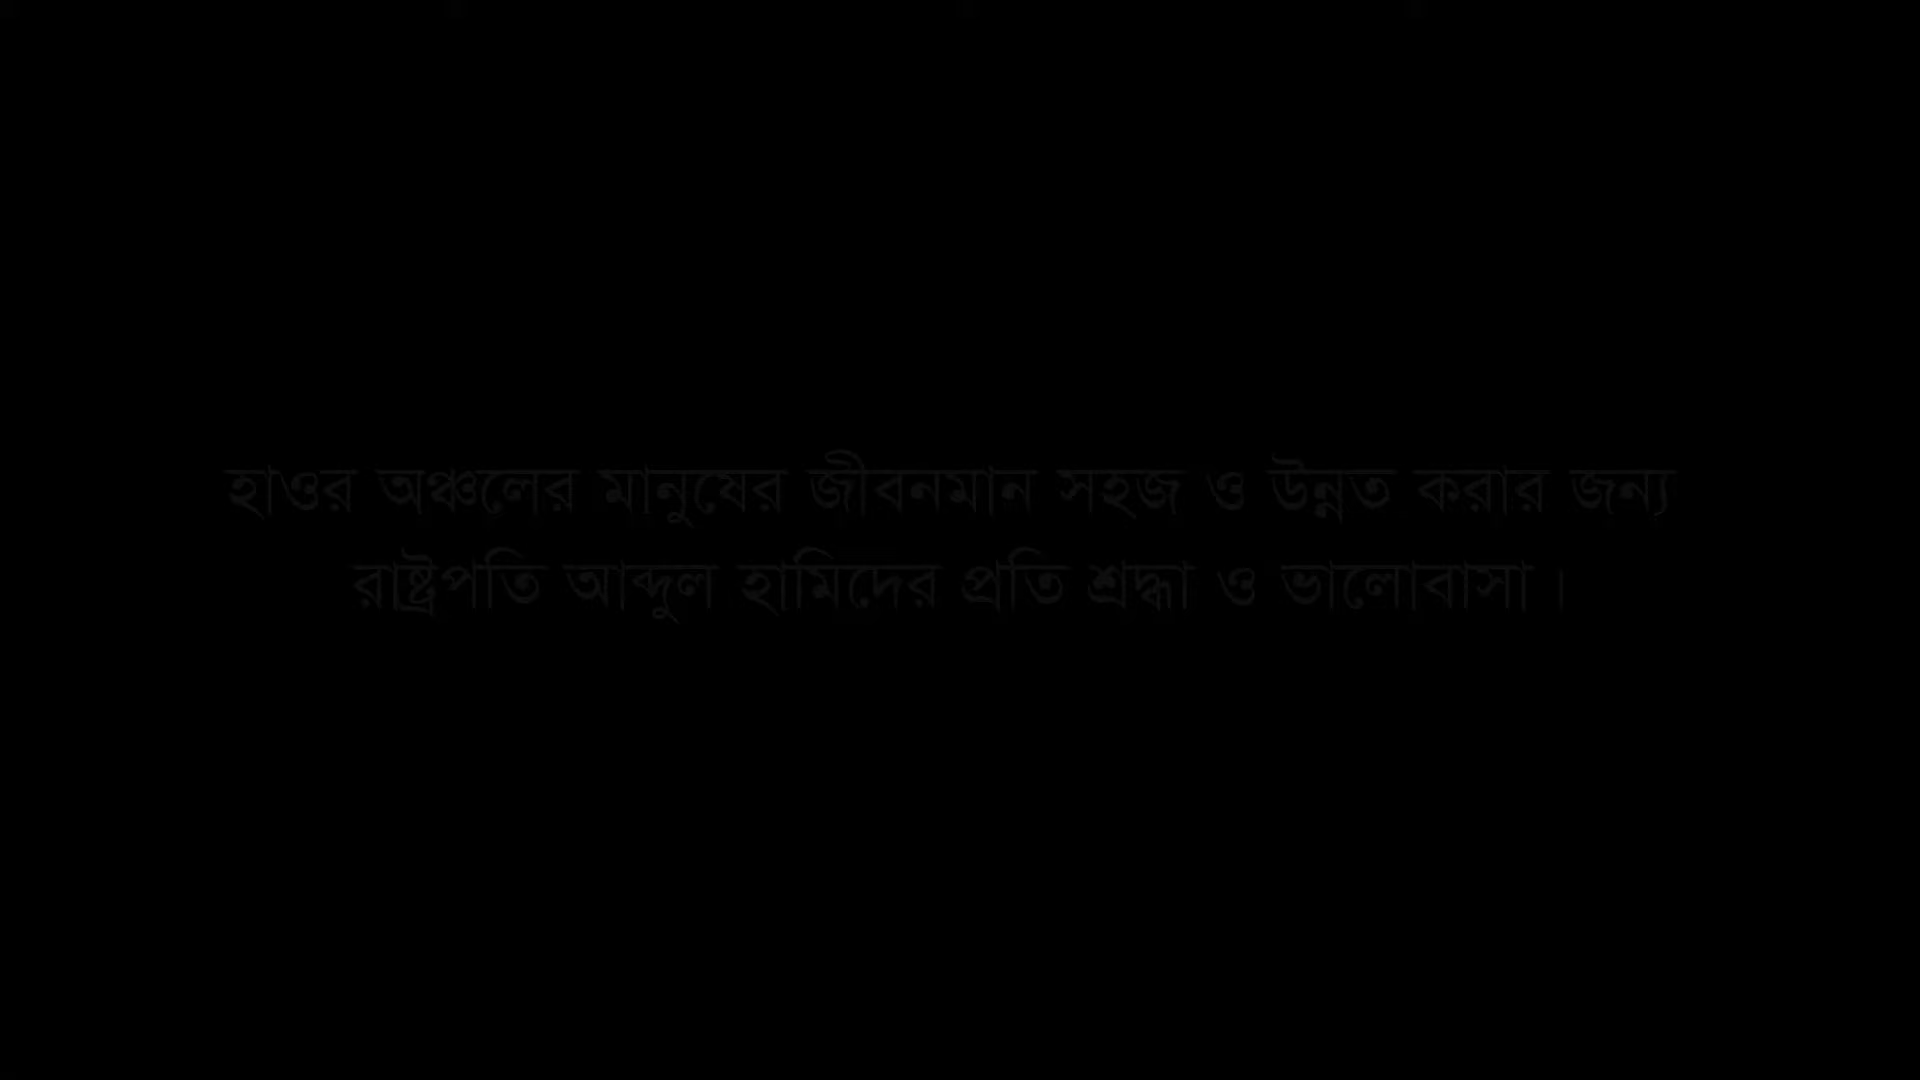 হাওর অঞ্চলের মানুষের জীবনমান সহজ ও উন্নত করার জন্য
রাষ্ট্রপতি আব্দুল হামিদের প্রতি শ্রদ্ধা ও ভালোবাসা।